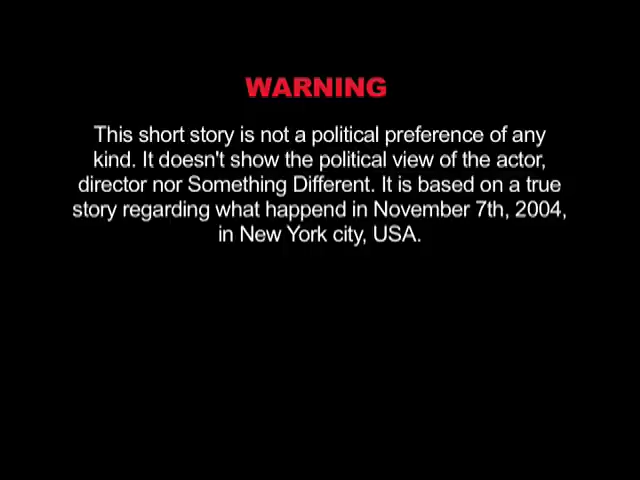 WARNING
This short story is not a political preference of any
kind. It doesn't show the political view of the actor,
director nor Something Different. It is based on a true
story regarding what happend in November 7th, 2004,
in New York city, USA.